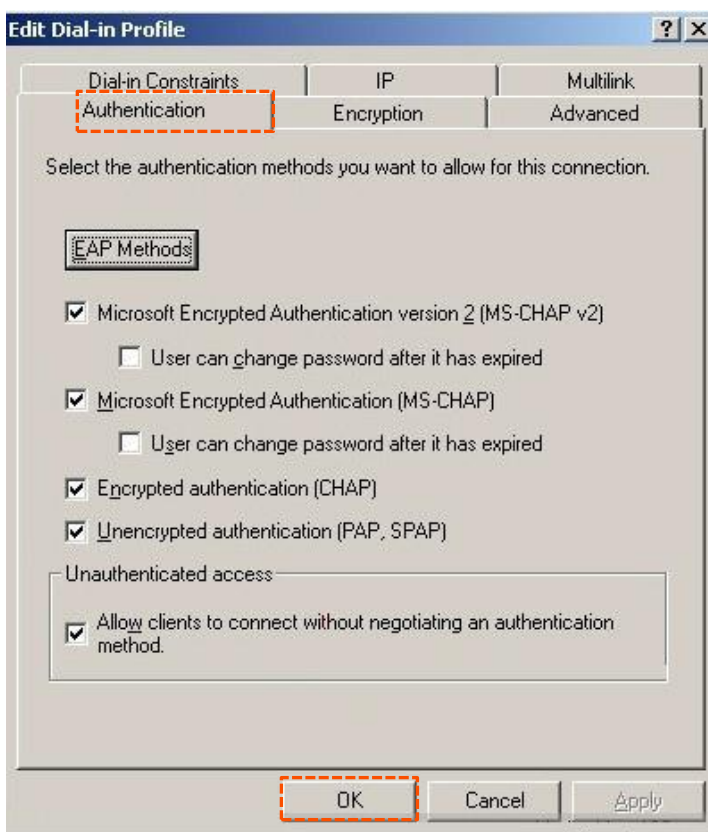 Edit Dial-in Profile
Dial-in Constraints IP Multilink
Authentication Encryption Advanced
Select the authentication methods you want to allow for this connection.
EAP Methods
Microsoft Encrypted Authentication version 2 (MS-CHAP v2)
User can change password after it has expired
Microsoft Encrypted Authentication (MS-CHAP)
User can change password after it has expired
Encrypted authentication (CHAP)
Unencrypted authentication (PAP, SPAP)
Unauthenticated access
Allow clients to connect without negotiating an authentication
method.
OK Cancel Apply